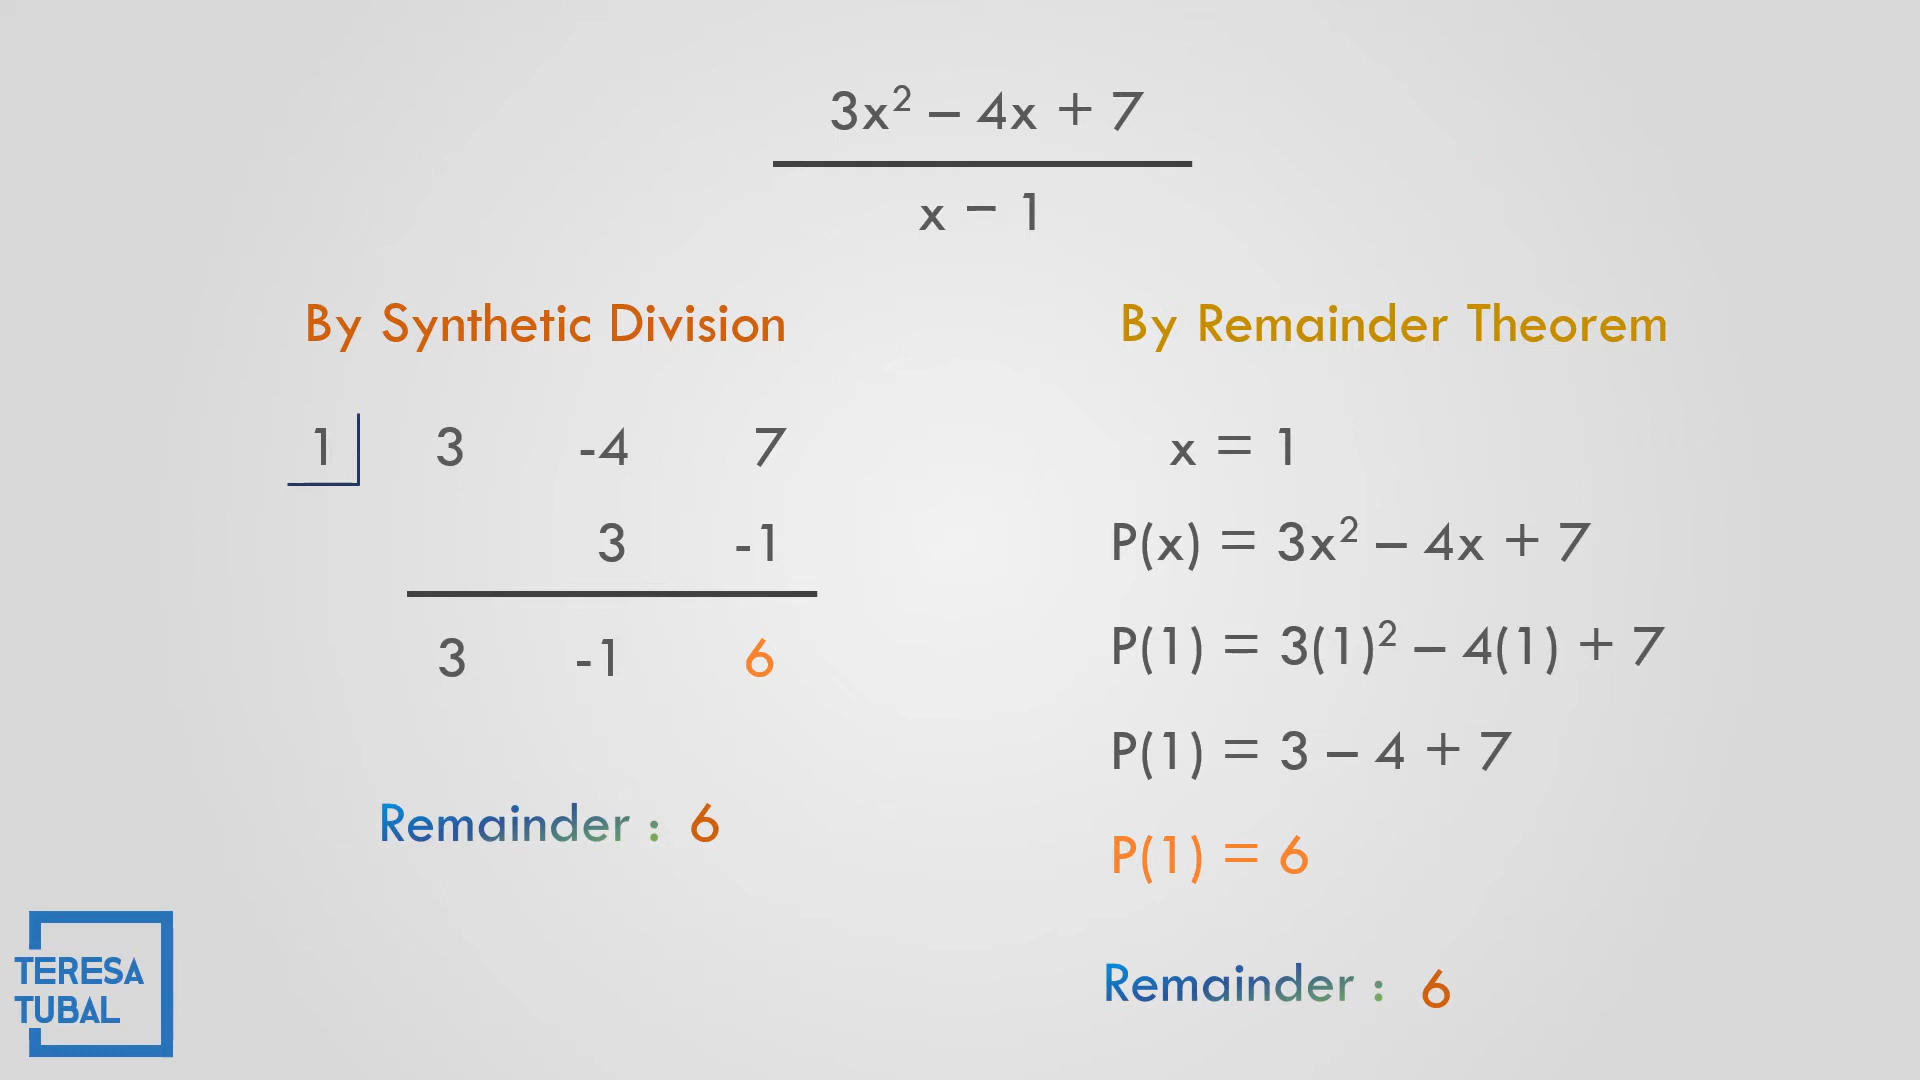 3x² – 4x + 7
x – 1
By Synthetic Division
1 3 -4 7
3 -1
3 -1 6
Remainder : 6
By Remainder Theorem
x = 1
P(x) = 3x² – 4x + 7
P(1) = 3(1)² – 4(1) + 7
P(1) = 3 – 4 + 7
P(1) = 6
Remainder : 6
TERESA
TUBAL